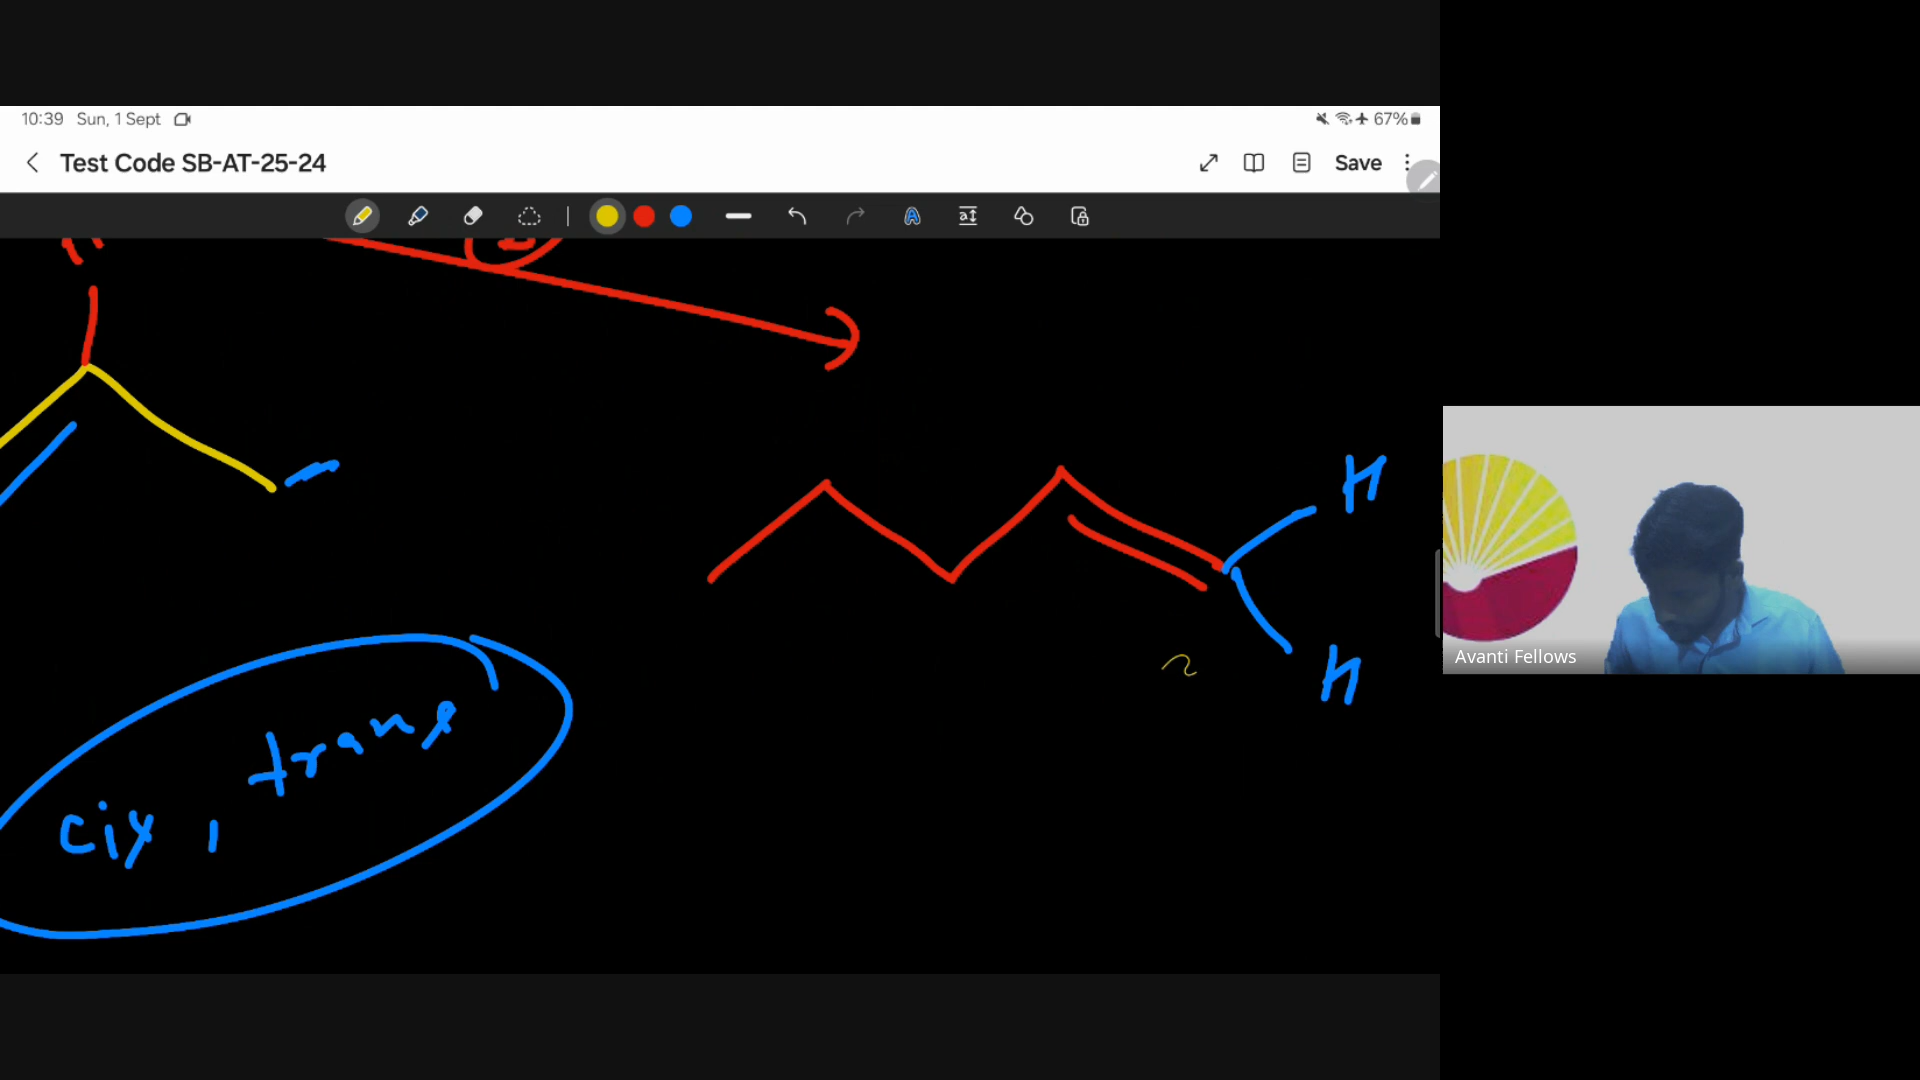 10:39 Sun, 1 Sept 67%
Test Code SB-AT-25-24 Save
H
H
trans
cis ,
Avanti Fellows